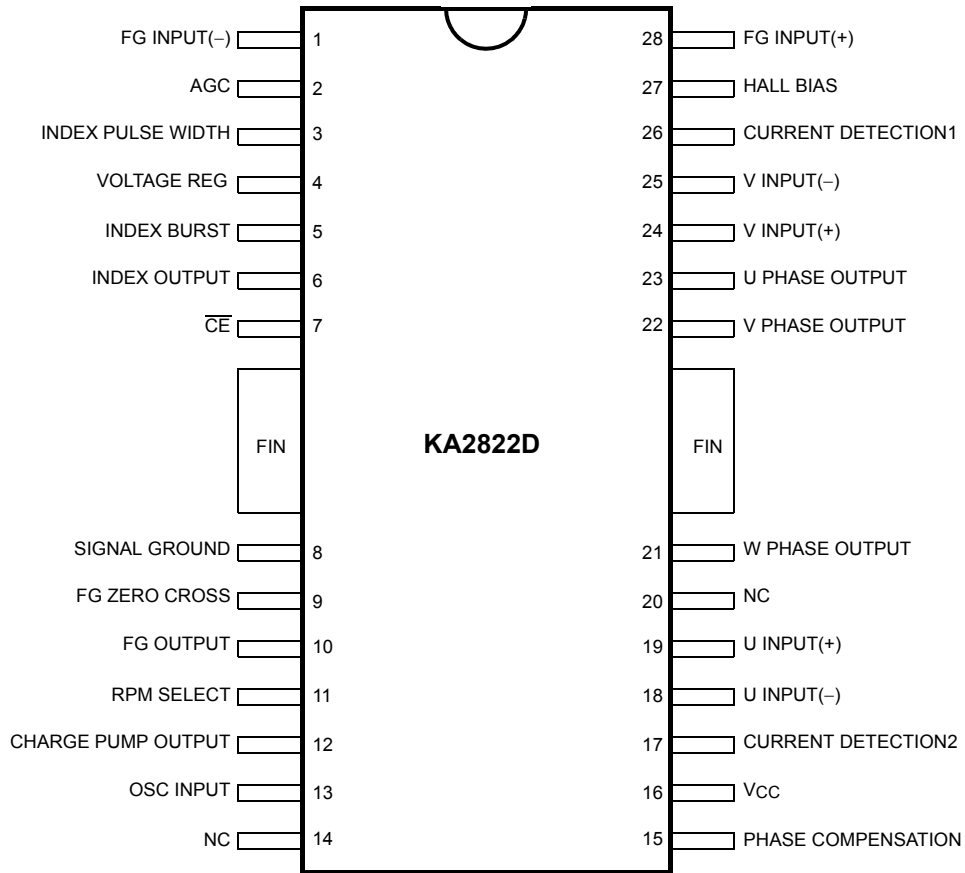 FG INPUT(−) 1 28 FG INPUT(+)
AGC 2 27 HALL BIAS
INDEX PULSE WIDTH 3 26 CURRENT DETECTION1
VOLTAGE REG 4 25 V INPUT(−)
INDEX BURST 5 24 V INPUT(+)
INDEX OUTPUT 6 23 U PHASE OUTPUT
C̅E̅ 7 22 V PHASE OUTPUT
FIN KA2822D FIN
SIGNAL GROUND 8 21 W PHASE OUTPUT
FG ZERO CROSS 9 20 NC
FG OUTPUT 10 19 U INPUT(+)
RPM SELECT 11 18 U INPUT(−)
CHARGE PUMP OUTPUT 12 17 CURRENT DETECTION2
OSC INPUT 13 16 VCC
NC 14 15 PHASE COMPENSATION